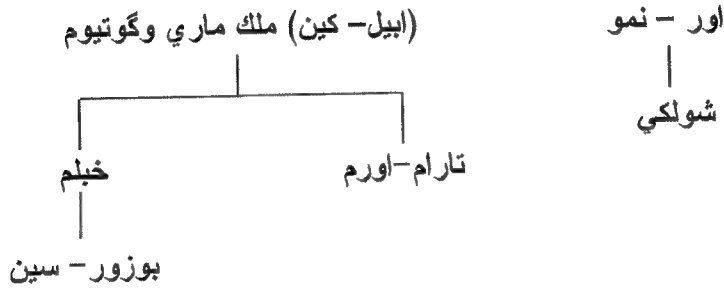 اور – نمو
(ابيل– كين) ملك ماري وگوتيوم
شولكي
تارام–اورم
خبلم
بوزور– سين